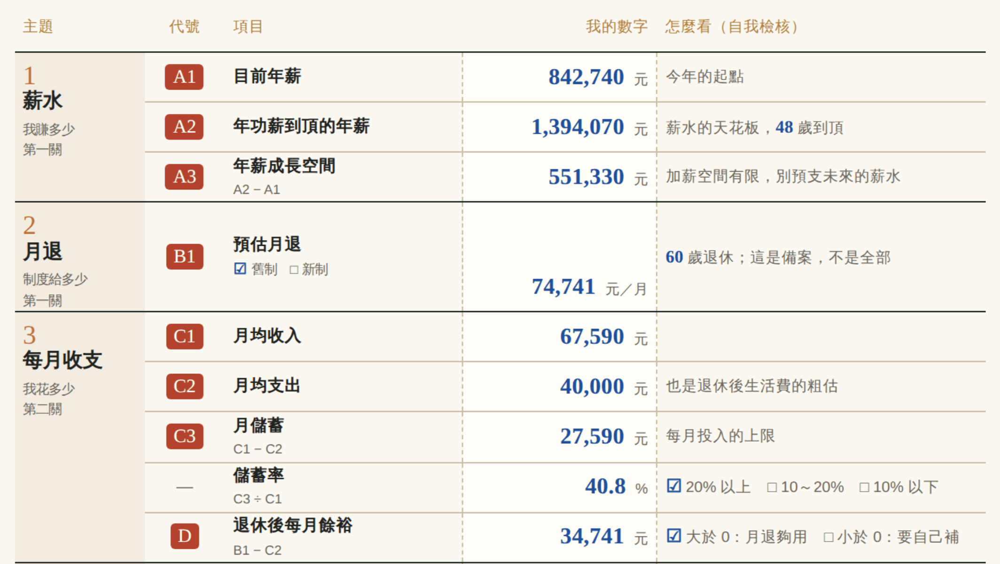 主題 代號 項目 我的數字 怎麼看（自我檢核）
1
薪水
我賺多少
第一關
A1 目前年薪 842,740 元 今年的起點
A2 年功薪到頂的年薪 1,394,070 元 薪水的天花板，48 歲到頂
A3 年薪成長空間 551,330 元 加薪空間有限，別預支未來的薪水
A2 − A1
2
月退
制度給多少
第一關
B1 預估月退 74,741 元／月 60 歲退休；這是備案，不是全部
☑ 舊制 □ 新制
3
每月收支
我花多少
第二關
C1 月均收入 67,590 元
C2 月均支出 40,000 元 也是退休後生活費的粗估
C3 月儲蓄 27,590 元 每月投入的上限
C1 − C2
— 儲蓄率 40.8 % ☑ 20% 以上 □ 10～20% □ 10% 以下
C3 ÷ C1
D 退休後每月餘裕 34,741 元 ☑ 大於 0：月退夠用 □ 小於 0：要自己補
B1 − C2